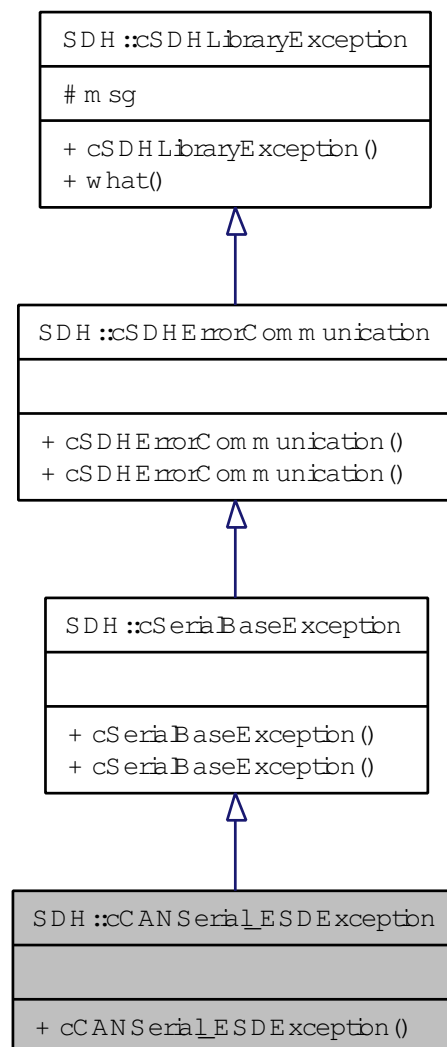 SDH::cSDHLibraryException
# msg
+ cSDHLibraryException()
+ what()
SDH::cSDHErrorCommunication
+ cSDHErrorCommunication()
+ cSDHErrorCommunication()
SDH::cSerialBaseException
+ cSerialBaseException()
+ cSerialBaseException()
SDH::cCANSerial_ESDException
+ cCANSerial_ESDException()